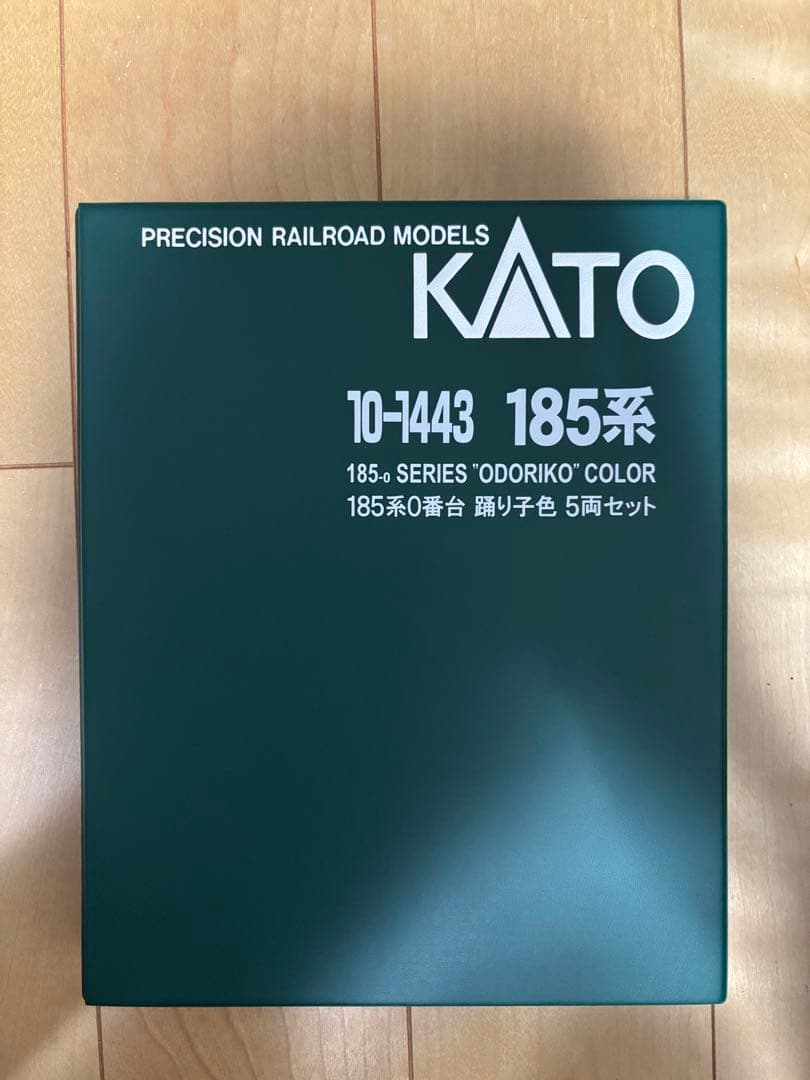 PRECISION RAILROAD MODELS
KATO
10-1443 185系
185-0 SERIES "ODORIKO" COLOR
185系0番台 踊り子色 5両セット